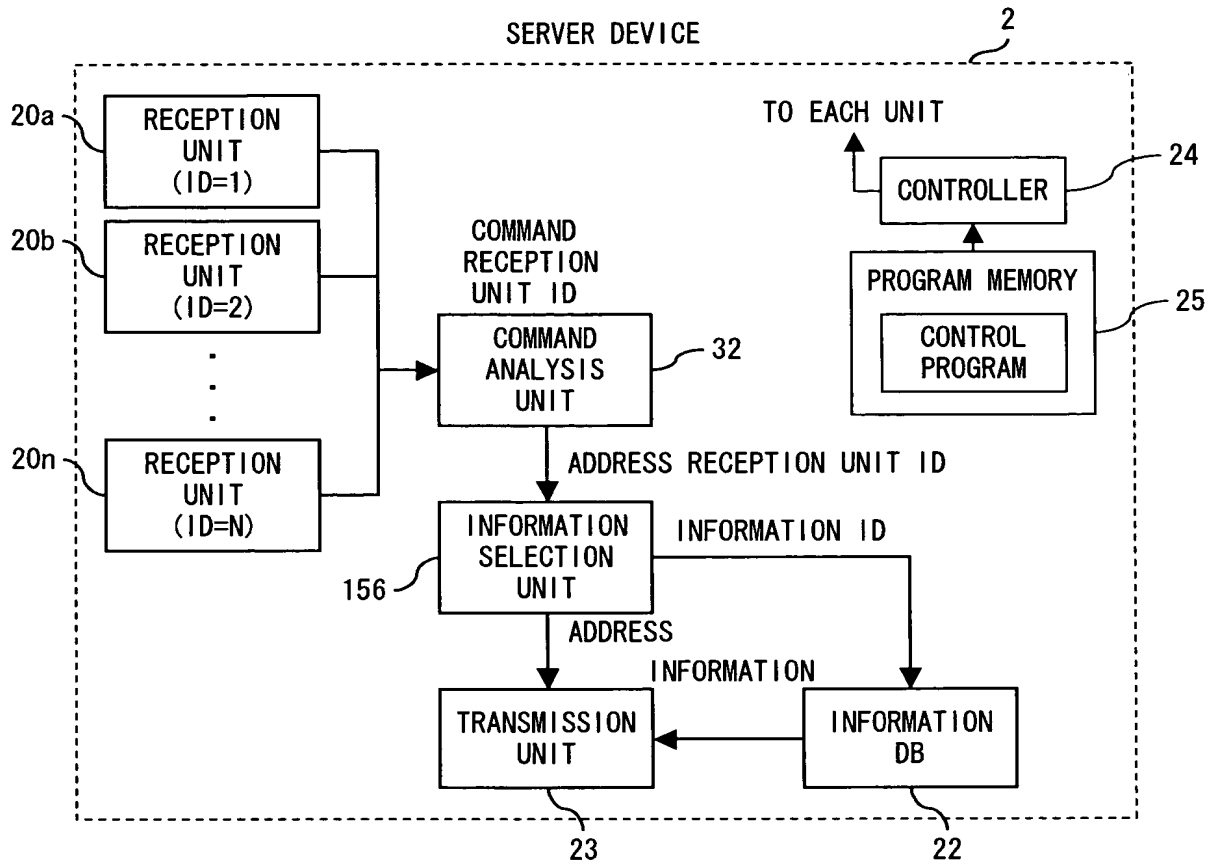 SERVER DEVICE
2
20a
RECEPTION
UNIT
(ID=1)
TO EACH UNIT
CONTROLLER
24
20b
RECEPTION
UNIT
(ID=2)
COMMAND
RECEPTION
UNIT ID
PROGRAM MEMORY
CONTROL
PROGRAM
25
COMMAND
ANALYSIS
UNIT
32
20n
RECEPTION
UNIT
(ID=N)
ADDRESS RECEPTION UNIT ID
INFORMATION
SELECTION
UNIT
156
INFORMATION ID
ADDRESS
INFORMATION
TRANSMISSION
UNIT
INFORMATION
DB
23
22